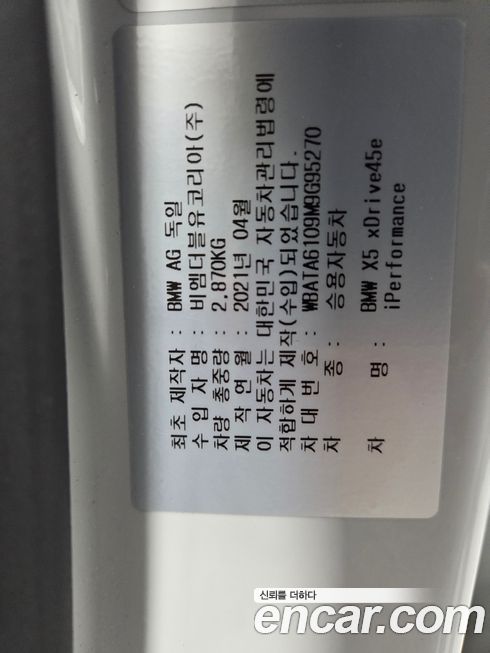 최초 제작자 : BMW AG 독일
수 입 자 명 : 비엠더블유코리아(주)
차량 총중량 : 2,870KG
제 작 연 월 : 2021년 04월
이 자동차는 대한민국 자동차관리법령에
적합하게 제작(수입)되었습니다.
차 대 번 호 : WBATA6109M9G95270
차 종 : 승용자동차
차 명 : BMW X5 xDrive45e
iPerformance
신뢰를 더하다
encar.com